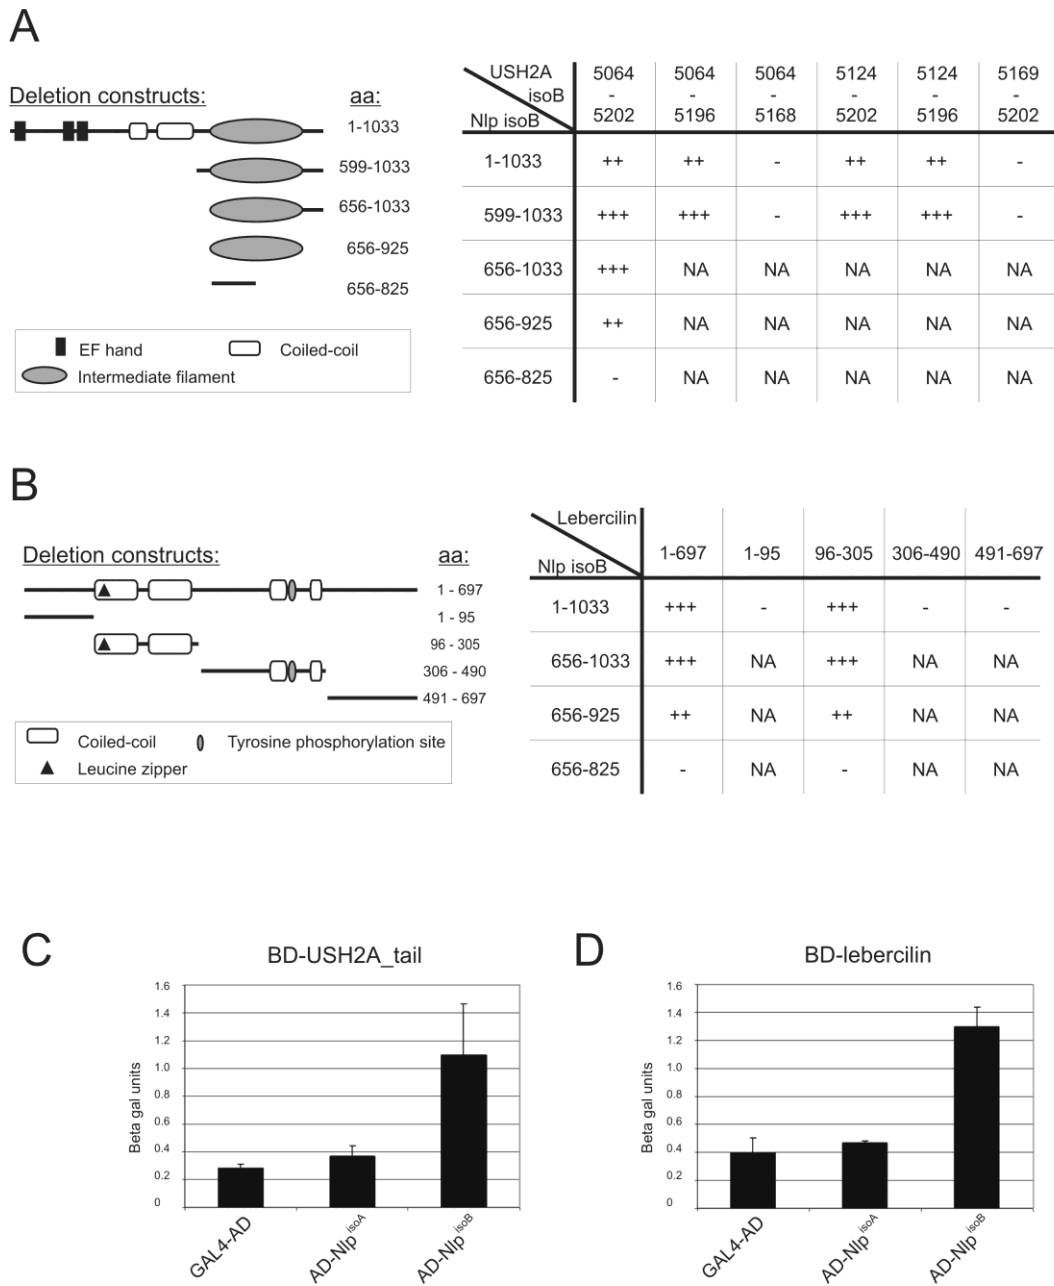 A
Deletion constructs: aa:
1-1033
599-1033
656-1033
656-925
656-825
EF hand Coiled-coil
Intermediate filament
USH2A isoB 5064 - 5202 5064 - 5196 5064 - 5168 5124 - 5202 5124 - 5196 5169 - 5202
Nlp isoB
1-1033 ++ ++ - ++ ++ -
599-1033 +++ +++ - +++ +++ -
656-1033 +++ NA NA NA NA NA
656-925 ++ NA NA NA NA NA
656-825 - NA NA NA NA NA
B
Deletion constructs: aa:
1 - 697
1 - 95
96 - 305
306 - 490
491 - 697
Coiled-coil Tyrosine phosphorylation site
Leucine zipper
Lebercilin 1-697 1-95 96-305 306-490 491-697
Nlp isoB
1-1033 +++ - +++ - -
656-1033 +++ NA +++ NA NA
656-925 ++ NA ++ NA NA
656-825 - NA - NA NA
C
BD-USH2A_tail
Beta gal units
1.6
1.4
1.2
1.0
0.8
0.6
0.4
0.2
0
GAL4-AD
AD-Nlp isoA
AD-Nlp isoB
D
BD-lebercilin
Beta gal units
1.6
1.4
1.2
1.0
0.8
0.6
0.4
0.2
0
GAL4-AD
AD-Nlp isoA
AD-Nlp isoB